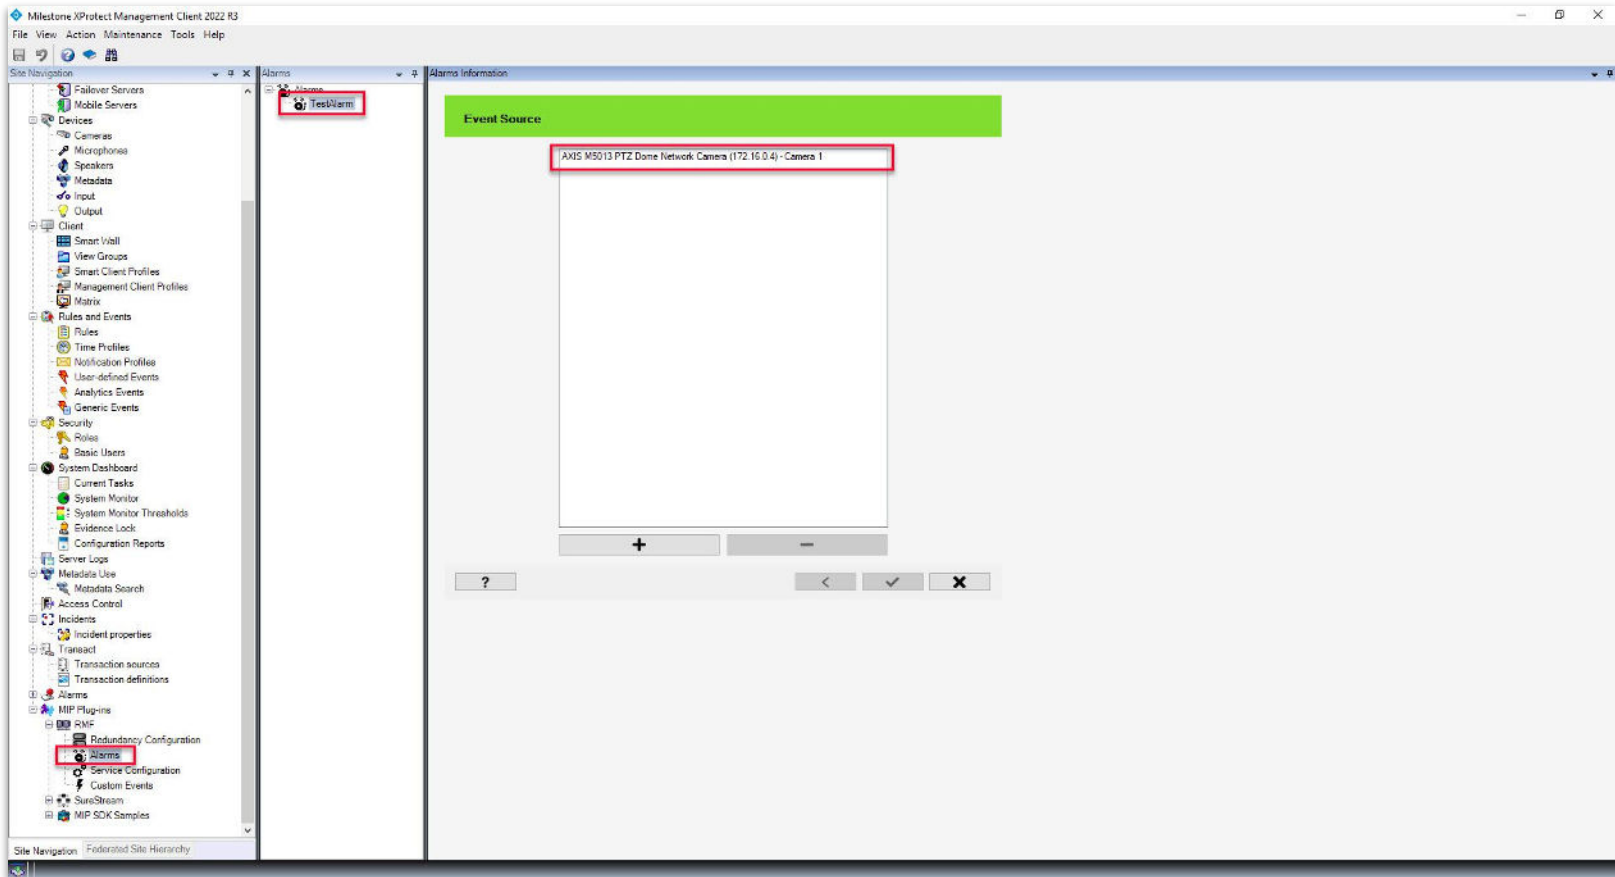 Milestone XProtect Management Client 2022 R3
File View Action Maintenance Tools Help
Site Navigation
Failover Servers
Mobile Servers
Devices
Cameras
Microphones
Speakers
Metadata
Input
Output
Client
Smart Wall
View Groups
Smart Client Profiles
Management Client Profiles
Matrix
Rules and Events
Rules
Time Profiles
Notification Profiles
User-defined Events
Analytics Events
Generic Events
Security
Roles
Basic Users
System Dashboard
Current Tasks
System Monitor
System Monitor Thresholds
Evidence Lock
Configuration Reports
Server Logs
Metadata Use
Metadata Search
Access Control
Incidents
Incident properties
Transact
Transaction sources
Transaction definitions
Alarms
MIP Plug-ins
RMF
Redundancy Configuration
Alarms
Service Configuration
Custom Events
SureStream
MIP SDK Samples
Site Navigation Federated Site Hierarchy
Alarms
Alarms
TestAlarm
Alarms Information
Event Source
AXIS M5013 PTZ Dome Network Camera (172.16.0.4) - Camera 1
+ −
? < ✓ ✕